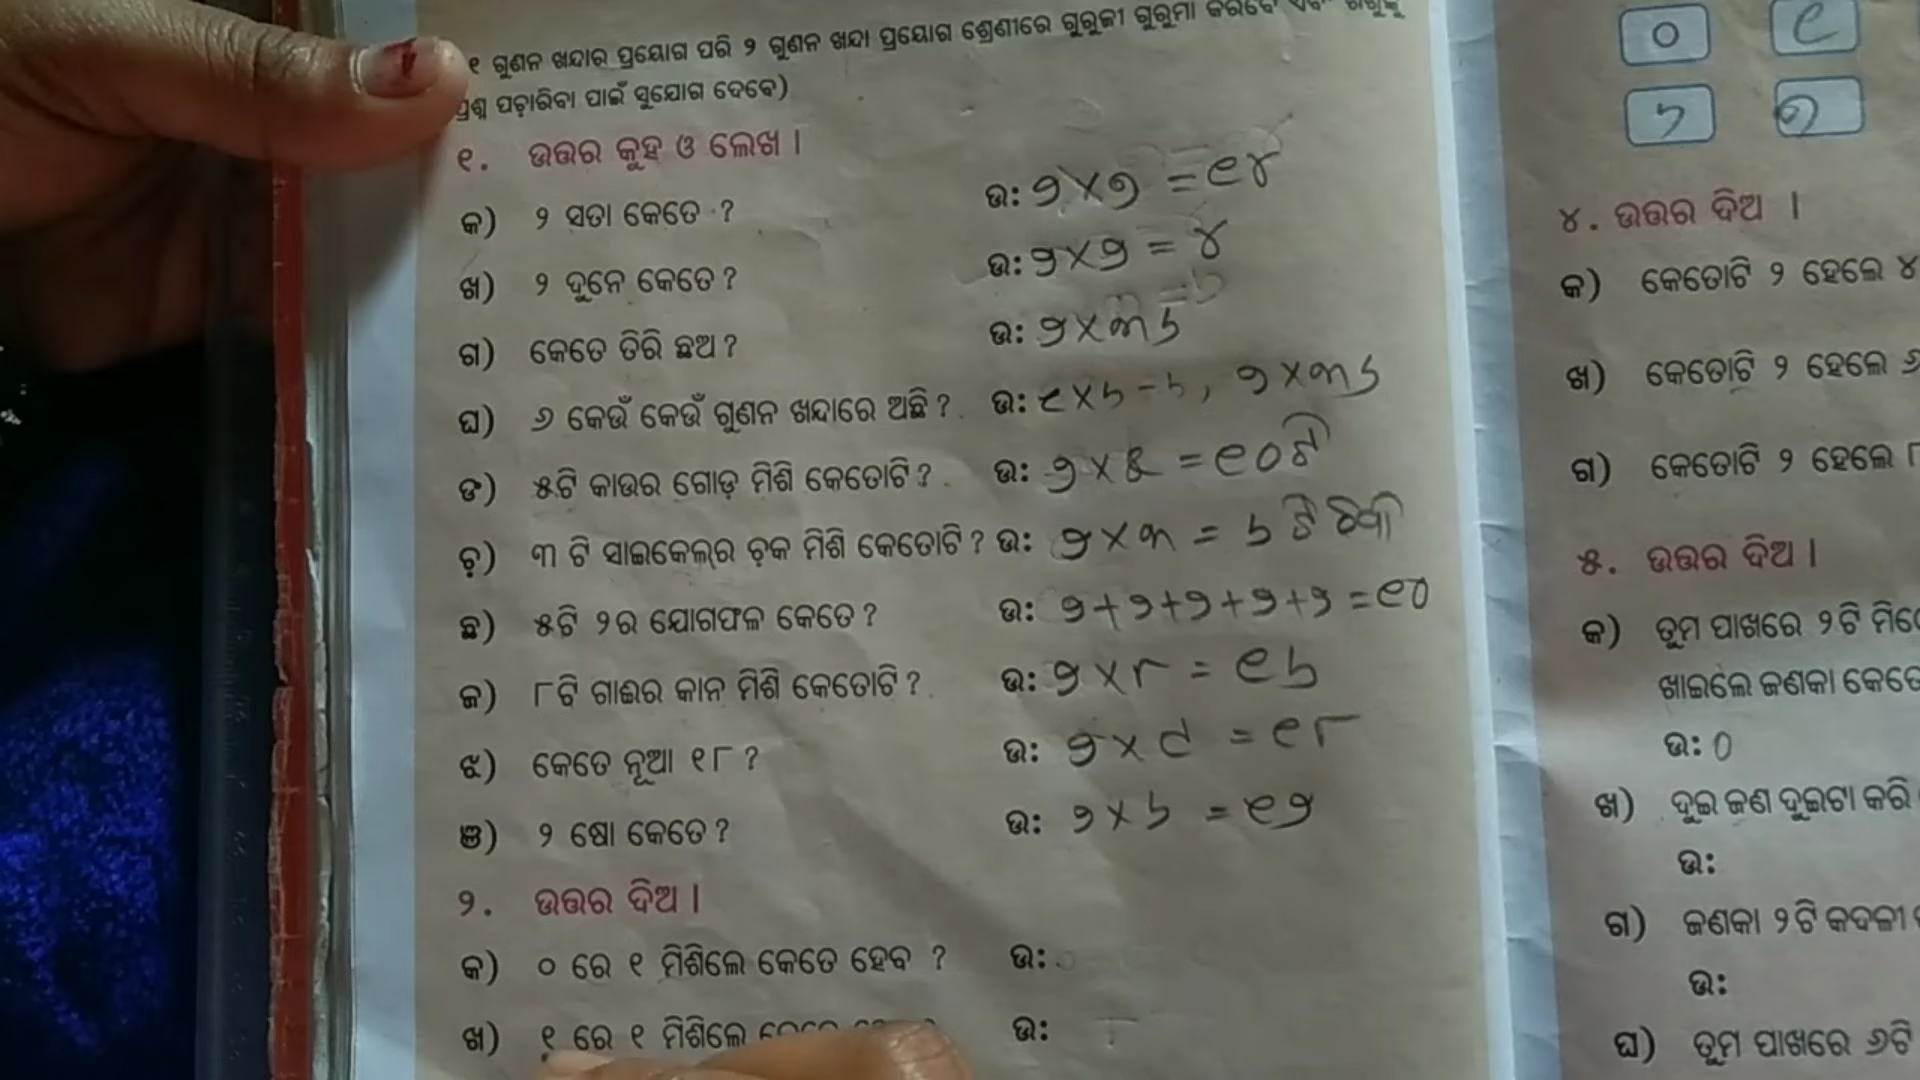 ୧ ଗୁଣନ ଖନ୍ଦାର ପ୍ରୟୋଗ ପରି ୨ ଗୁଣନ ଖନ୍ଦା ପ୍ରୟୋଗ ଶ୍ରେଣୀରେ ଗୁରୁଜୀ ଗୁରୁମା କରିବେ ଏବଂ
ପ୍ରଶ୍ନ ପଚାରିବା ପାଇଁ ସୁଯୋଗ ଦେବେ)
୧. ଉତ୍ତର କୁହ ଓ ଲେଖ ।
କ) ୨ ସତା କେତେ ? ଉ: ୨×୭ =୧୪
ଖ) ୨ ଦୁନେ କେତେ ? ଉ: ୨×୨ = ୪
ଗ) କେତେ ତିରି ଛଅ ? ଉ: ୨×୩ ୬
ଘ) ୬ କେଉଁ କେଉଁ ଗୁଣନ ଖନ୍ଦାରେ ଅଛି ? ଉ: ୧×୬-୬, ୨×୩ ୬
ଙ) ୫ଟି କାଉର ଗୋଡ଼ ମିଶି କେତୋଟି ? ଉ: ୨×୫ =୧୦ଟି
ଚ) ୩ ଟି ସାଇକେଲ୍‌ର ଚକ ମିଶି କେତୋଟି ? ଉ: ୨×୩ = ୬ ଟି
ଛ) ୫ଟି ୨ର ଯୋଗଫଳ କେତେ ? ଉ: ୨+୨+୨+୨+୨=୧୦
ଜ) ୮ଟି ଗାଈର କାନ ମିଶି କେତୋଟି ? ଉ: ୨×୮ = ୧୬
ଝ) କେତେ ନୂଆ ୧୮ ? ଉ: ୨×୯ =୧୮
ଞ) ୨ ଷୋ କେତେ ? ଉ: ୨×୬ =୧୨
୨. ଉତ୍ତର ଦିଅ ।
କ) ୦ ରେ ୧ ମିଶିଲେ କେତେ ହେବ ? ଉ:
ଖ) ୧ ରେ ୧ ମିଶିଲେ ଉ:
୦ ୧
୬ ୭
୪. ଉତ୍ତର ଦିଅ ।
କ) କେତୋଟି ୨ ହେଲେ ୪
ଖ) କେତୋଟି ୨ ହେଲେ ୬
ଗ) କେତୋଟି ୨ ହେଲେ ୮
୫. ଉତ୍ତର ଦିଅ ।
କ) ତୁମ ପାଖରେ ୨ଟି
ଖାଇଲେ ଜଣକା
ଉ: ୦
ଖ) ଦୁଇ ଜଣ ଦୁଇଟା କରି
ଉ:
ଗ) ଜଣକା ୨ଟି କଦଳୀ
ଉ:
ଘ) ତୁମ ପାଖରେ ୬ଟି